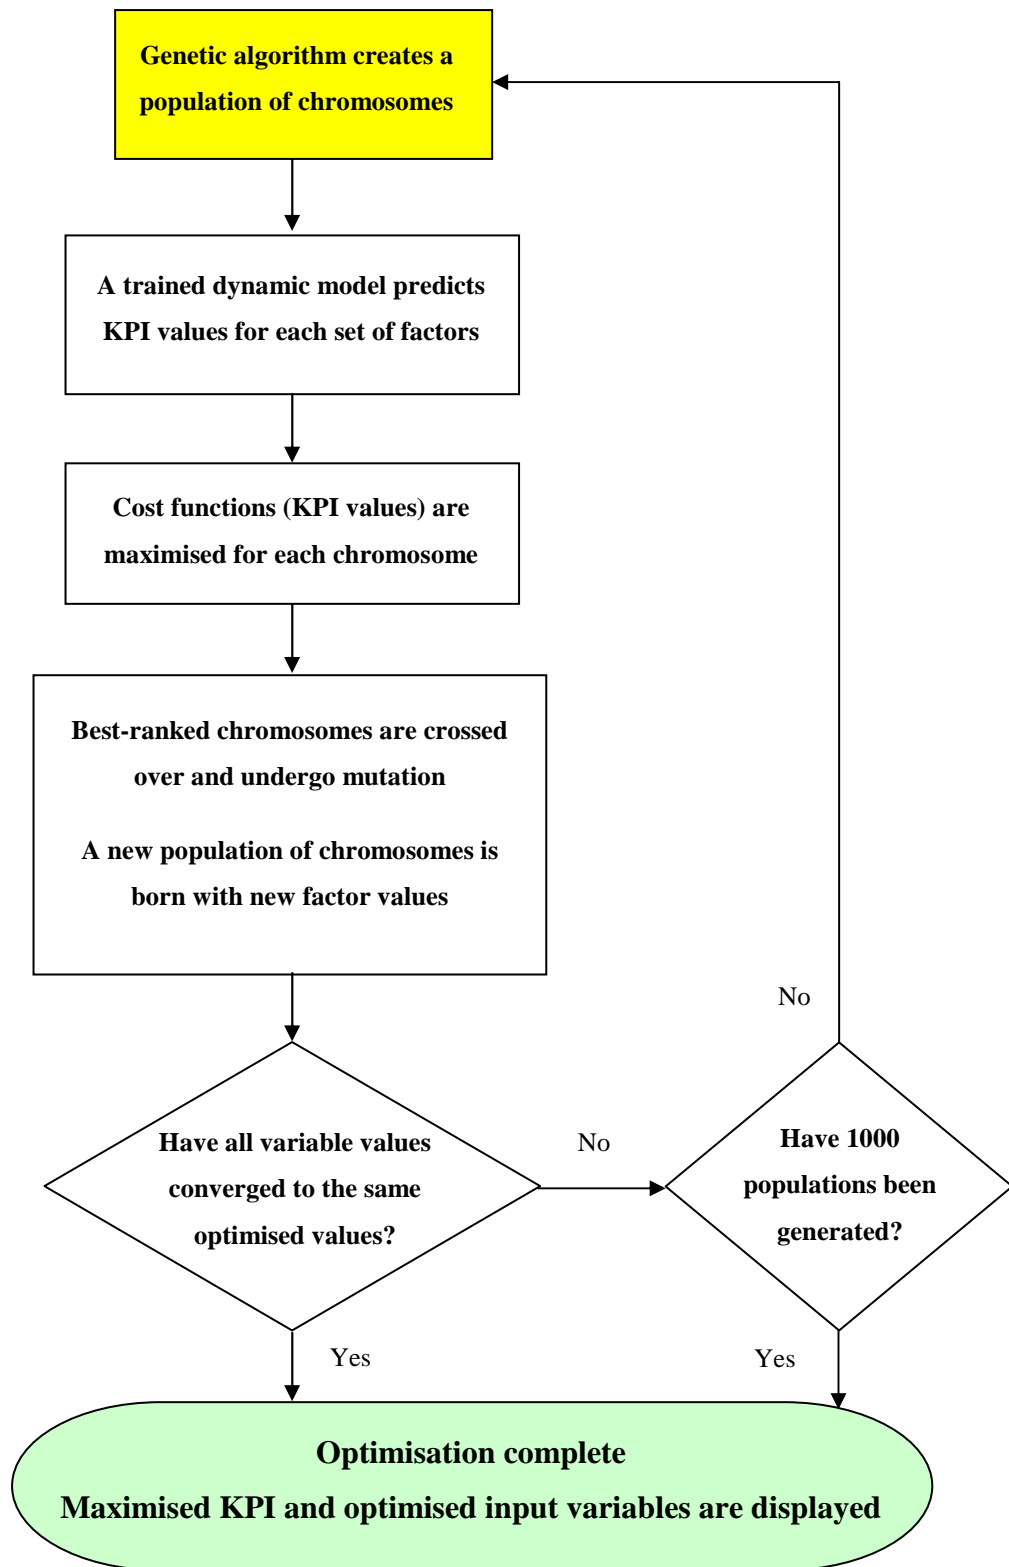 Genetic algorithm creates a
population of chromosomes
A trained dynamic model predicts
KPI values for each set of factors
Cost functions (KPI values) are
maximised for each chromosome
Best-ranked chromosomes are crossed
over and undergo mutation
A new population of chromosomes is
born with new factor values
Have all variable values
converged to the same
optimised values?
No
Have 1000
populations been
generated?
No
Yes
Yes
Optimisation complete
Maximised KPI and optimised input variables are displayed